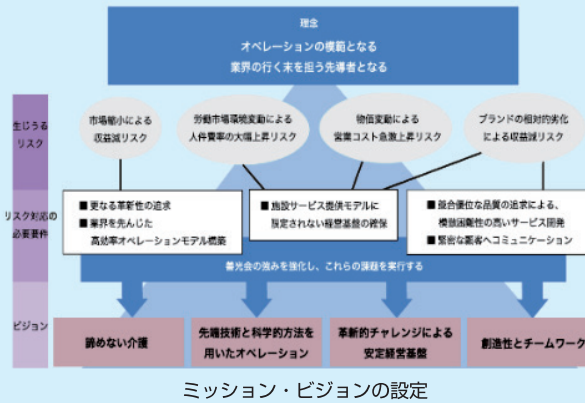 理念
オペレーションの模範となる
業界の行く末を担う先導者となる
生じうる
リスク
市場縮小による
収益減リスク
労働市場環境変動による
人件費率の大幅上昇リスク
物価変動による
営業コスト急激上昇リスク
ブランドの相対的劣化
による収益減リスク
リスク対応の
必要要件
■ 更なる革新性の追求
■ 業界を先んじた
高効率オペレーションモデル構築
■ 施設サービス提供モデルに
限定されない経営基盤の確保
■ 競合優位な品質の追求による、
模倣困難性の高いサービス開発
■ 緊密な顧客へコミュニケーション
善光会の強みを強化し、これらの課題を実行する
ビジョン
諦めない介護
先端技術と科学的方法を
用いたオペレーション
革新的チャレンジによる
安定経営基盤
創造性とチームワーク
ミッション・ビジョンの設定